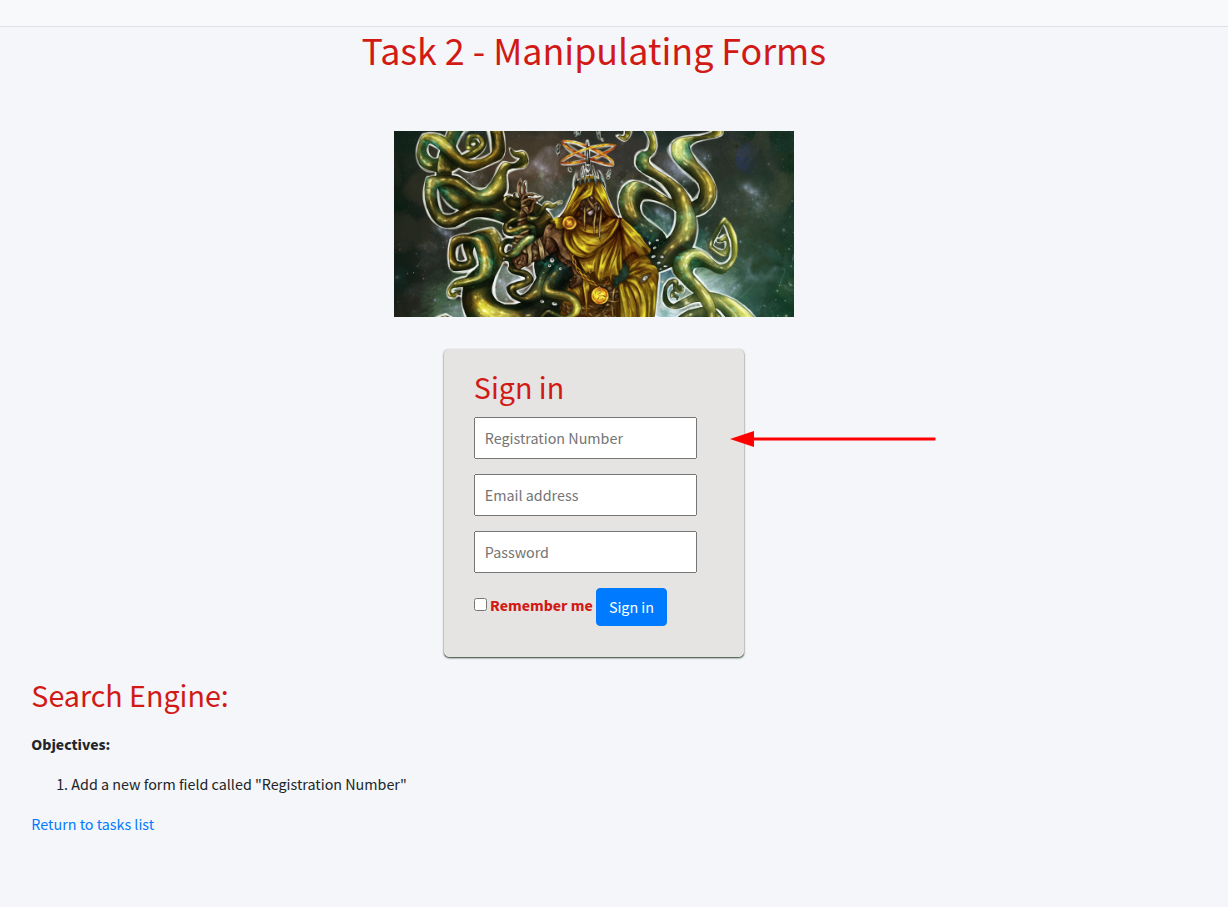 Task 2 - Manipulating Forms
Sign in
Registration Number
Email address
Password
Remember me Sign in
Search Engine:
Objectives:
1. Add a new form field called "Registration Number"
Return to tasks list